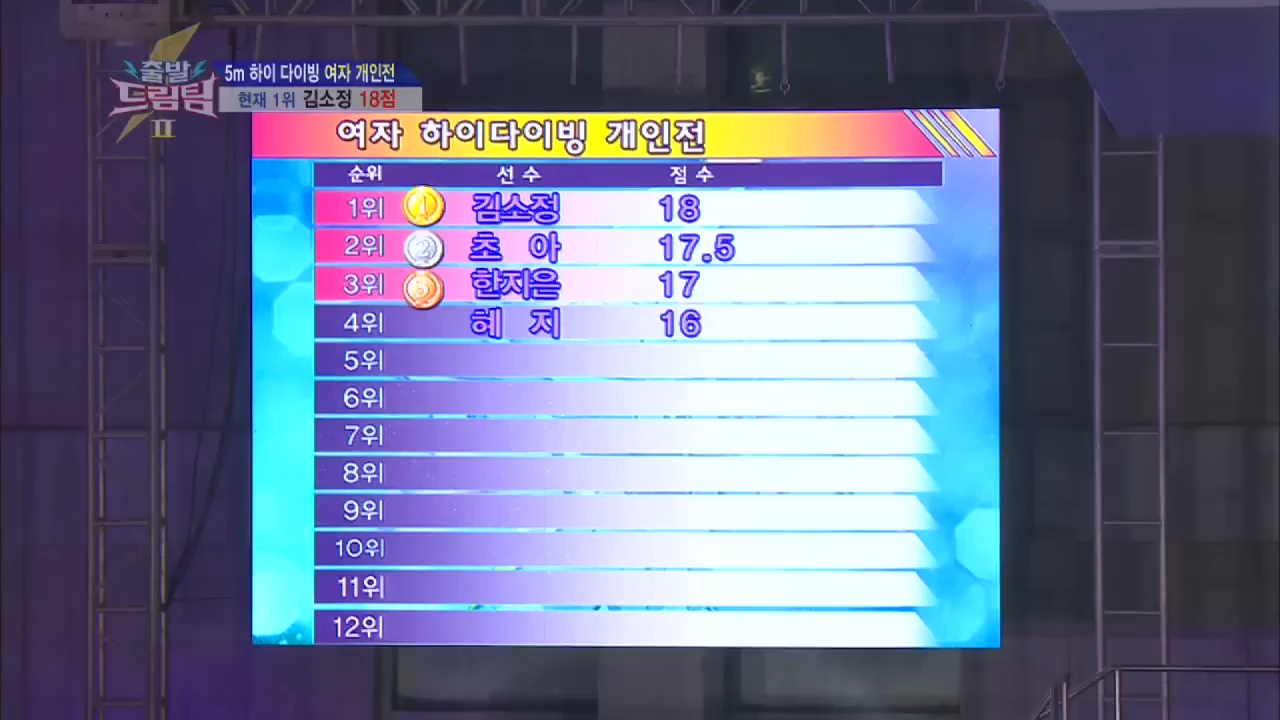 출발
드림팀
II
5m 하이 다이빙 여자 개인전
현재 1위 김소정 18점
여자 하이다이빙 개인전
순위 선수 점수
1위 1 김소정 18
2위 2 초 아 17.5
3위 3 한자은 17
4위 혜 지 16
5위
6위
7위
8위
9위
10위
11위
12위